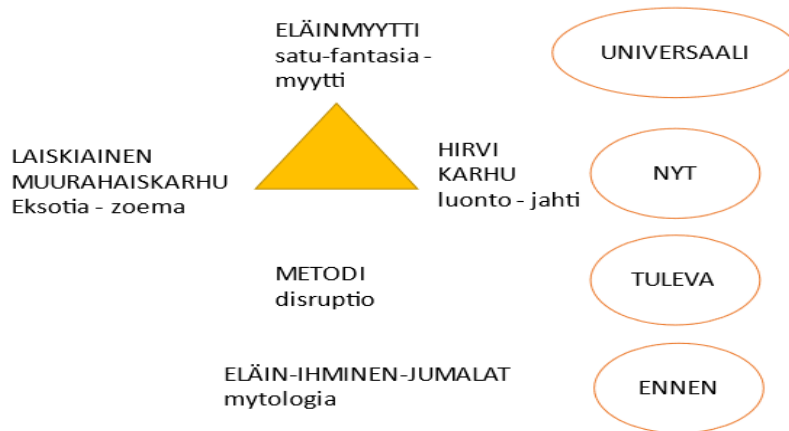 ELÄINMYYTTI
satu-fantasia -
myytti
UNIVERSAALI
LAISKIAINEN
MUURAHAISKARHU
Eksotia - zoema
HIRVI
KARHU
luonto - jahti
NYT
METODI
disruptio
TULEVA
ELÄIN-IHMINEN-JUMALAT
mytologia
ENNEN